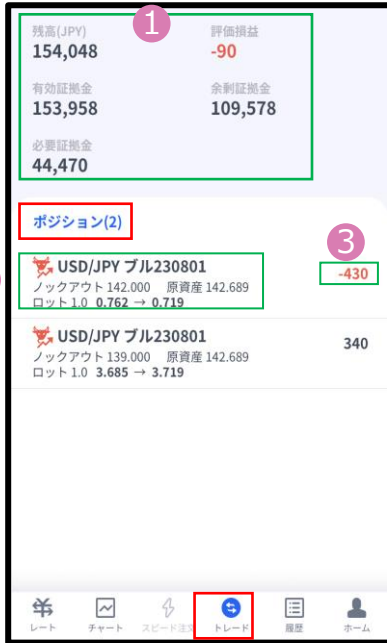 1
残高(JPY) 評価損益
154,048 -90
有効証拠金 余剰証拠金
153,958 109,578
必要証拠金
44,470
ポジション(2)
3
USD/JPY ブル230801 -430
ノックアウト 142.000 原資産 142.689
ロット 1.0 0.762 → 0.719
USD/JPY ブル230801 340
ノックアウト 139.000 原資産 142.689
ロット 1.0 3.685 → 3.719
レート チャート スピード注文 トレード 履歴 ホーム